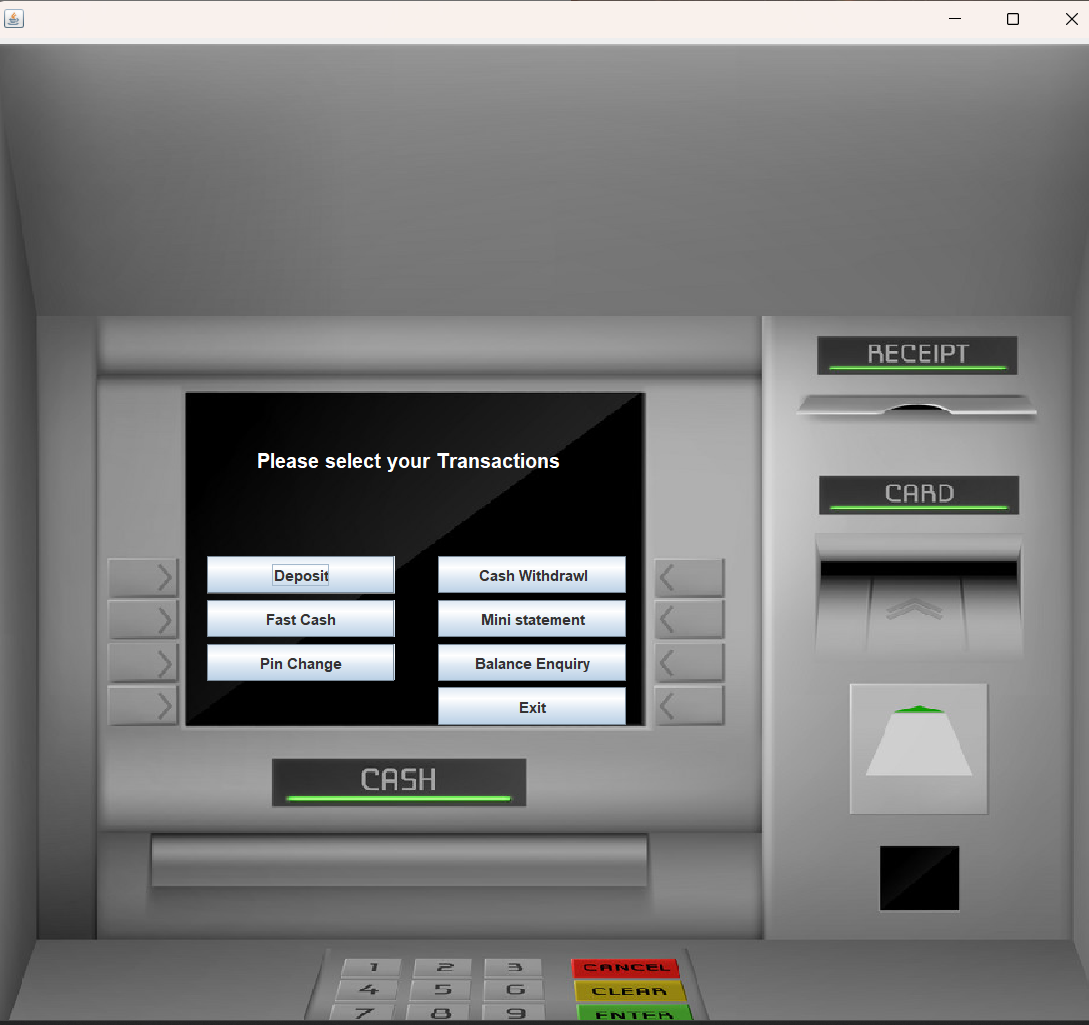 RECEIPT
Please select your Transactions
CARD
Deposit
Cash Withdrawl
Fast Cash
Mini statement
Pin Change
Balance Enquiry
Exit
CASH
1 2 3 CANCEL
4 5 6 CLEAR
7 8 9 ENTER